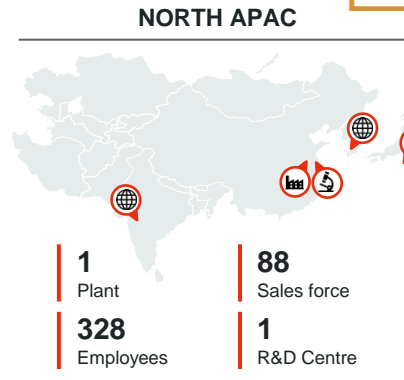 NORTH APAC
1
Plant
88
Sales force
328
Employees
1
R&D Centre